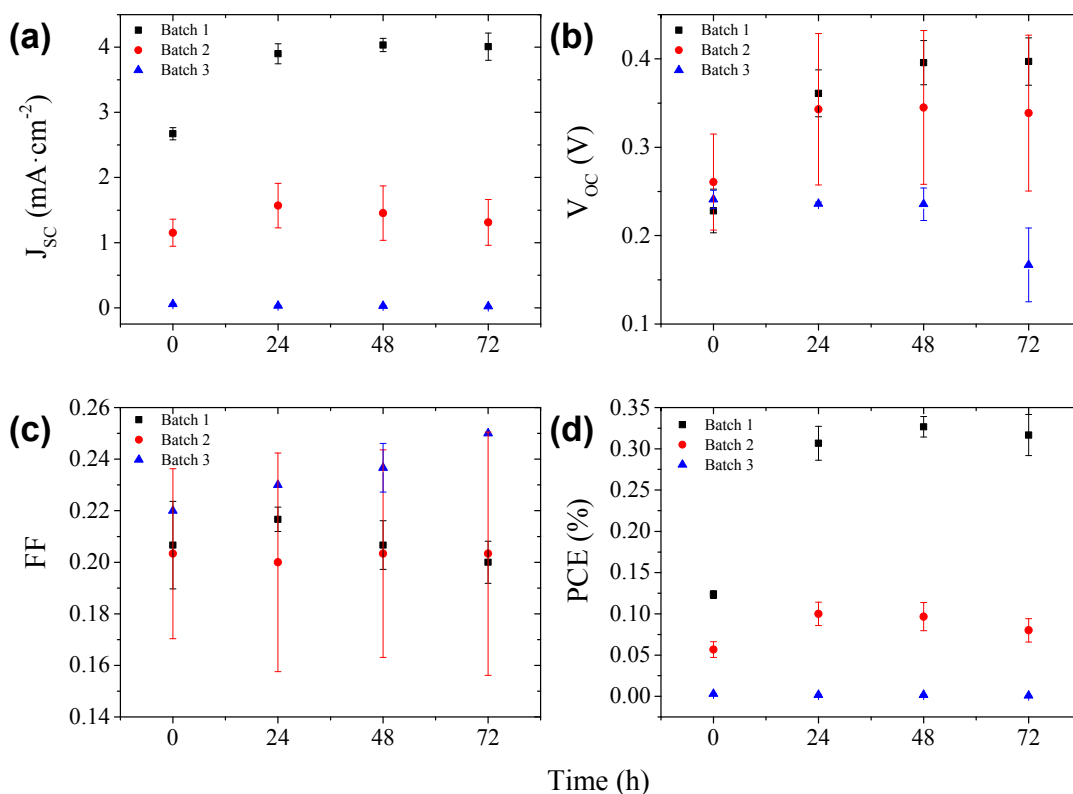 (a)
Batch 1
Batch 2
Batch 3
J_SC (mA·cm⁻²)
4
3
2
1
0
0 24 48 72
(b)
Batch 1
Batch 2
Batch 3
V_OC (V)
0.4
0.3
0.2
0.1
0 24 48 72
(c)
Batch 1
Batch 2
Batch 3
FF
0.26
0.24
0.22
0.20
0.18
0.16
0.14
0 24 48 72
(d)
Batch 1
Batch 2
Batch 3
PCE (%)
0.35
0.30
0.25
0.20
0.15
0.10
0.05
0.00
0 24 48 72
Time (h)